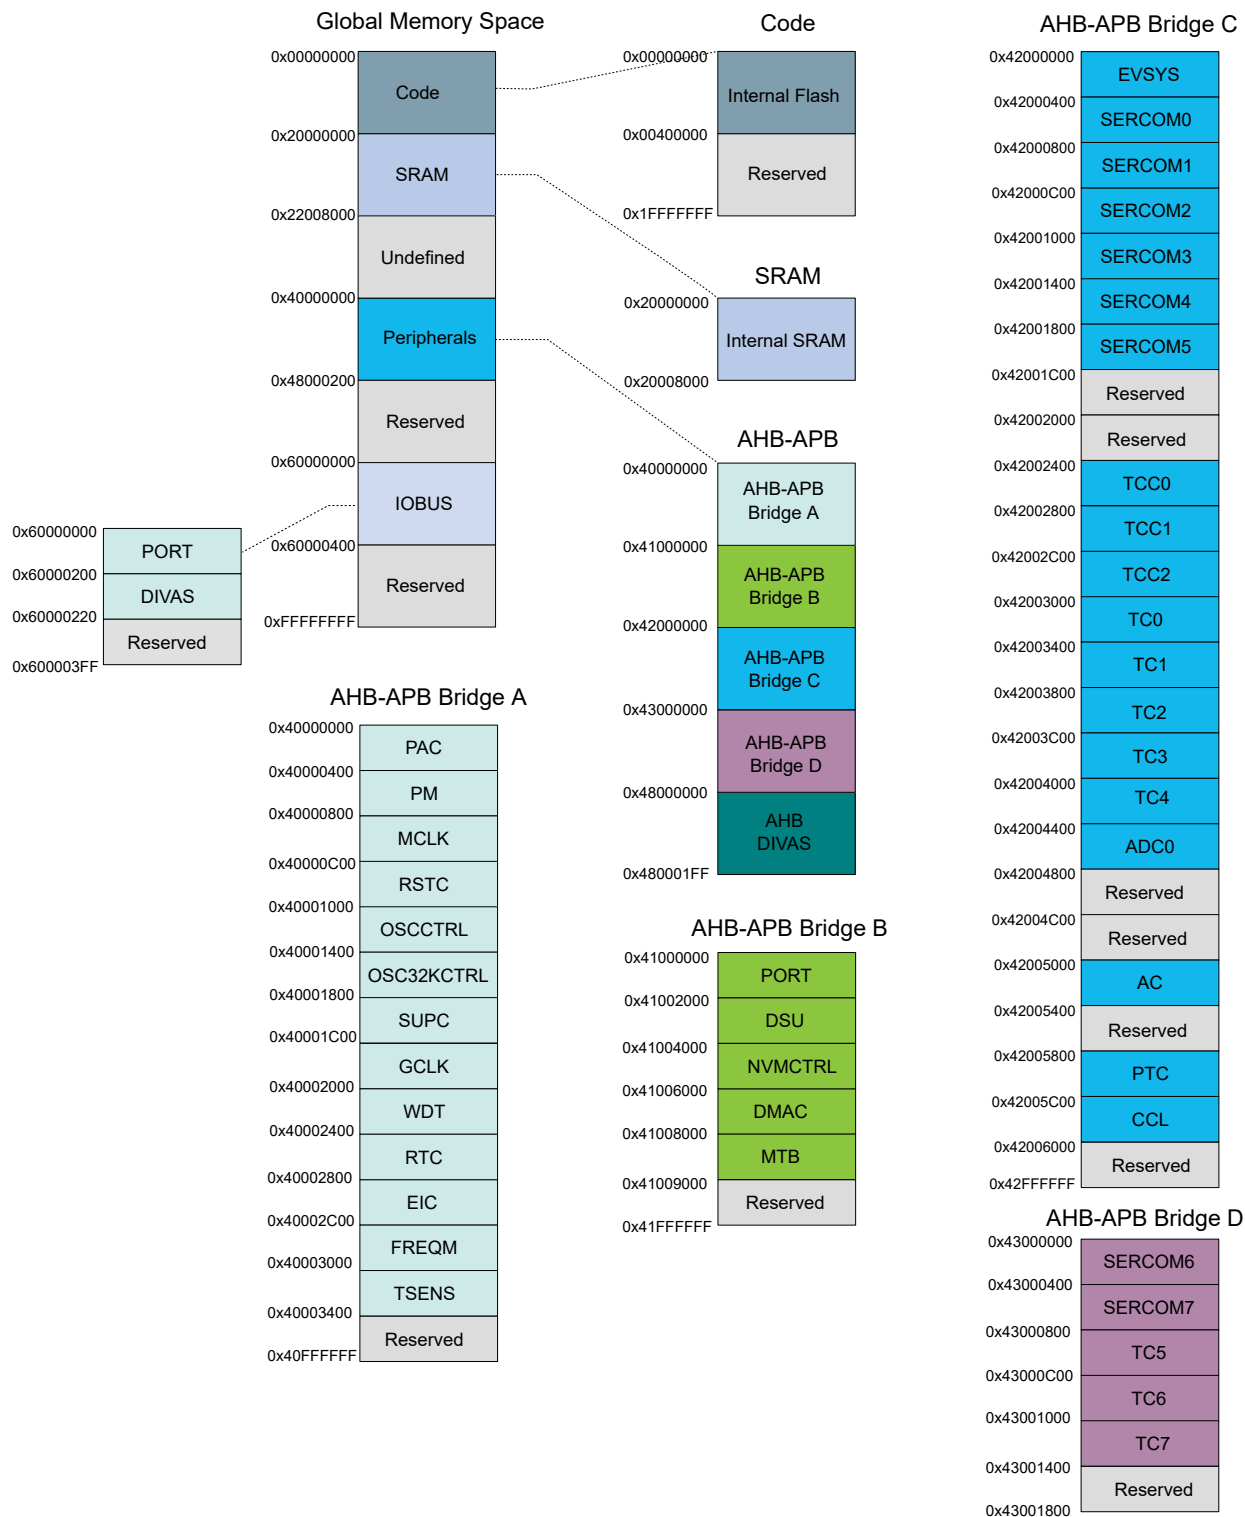 Global Memory Space
0x00000000
Code
0x20000000
SRAM
0x22008000
Undefined
0x40000000
Peripherals
0x48000200
Reserved
0x60000000
IOBUS
0x60000400
Reserved
0xFFFFFFFF
0x60000000
PORT
0x60000200
DIVAS
0x60000220
Reserved
0x600003FF
AHB-APB Bridge A
0x40000000
PAC
0x40000400
PM
0x40000800
MCLK
0x40000C00
RSTC
0x40001000
OSCCTRL
0x40001400
OSC32KCTRL
0x40001800
SUPC
0x40001C00
GCLK
0x40002000
WDT
0x40002400
RTC
0x40002800
EIC
0x40002C00
FREQM
0x40003000
TSENS
0x40003400
Reserved
0x40FFFFFF
Code
0x00000000
Internal Flash
0x00400000
Reserved
0x1FFFFFFF
SRAM
0x20000000
Internal SRAM
0x20008000
AHB-APB
0x40000000
AHB-APB
Bridge A
0x41000000
AHB-APB
Bridge B
0x42000000
AHB-APB
Bridge C
0x43000000
AHB-APB
Bridge D
0x48000000
AHB
DIVAS
0x480001FF
AHB-APB Bridge B
0x41000000
PORT
0x41002000
DSU
0x41004000
NVMCTRL
0x41006000
DMAC
0x41008000
MTB
0x41009000
Reserved
0x41FFFFFF
AHB-APB Bridge C
0x42000000
EVSYS
0x42000400
SERCOM0
0x42000800
SERCOM1
0x42000C00
SERCOM2
0x42001000
SERCOM3
0x42001400
SERCOM4
0x42001800
SERCOM5
0x42001C00
Reserved
0x42002000
Reserved
0x42002400
TCC0
0x42002800
TCC1
0x42002C00
TCC2
0x42003000
TC0
0x42003400
TC1
0x42003800
TC2
0x42003C00
TC3
0x42004000
TC4
0x42004400
ADC0
0x42004800
Reserved
0x42004C00
Reserved
0x42005000
AC
0x42005400
Reserved
0x42005800
PTC
0x42005C00
CCL
0x42006000
Reserved
0x42FFFFFF
AHB-APB Bridge D
0x43000000
SERCOM6
0x43000400
SERCOM7
0x43000800
TC5
0x43000C00
TC6
0x43001000
TC7
0x43001400
Reserved
0x43001800